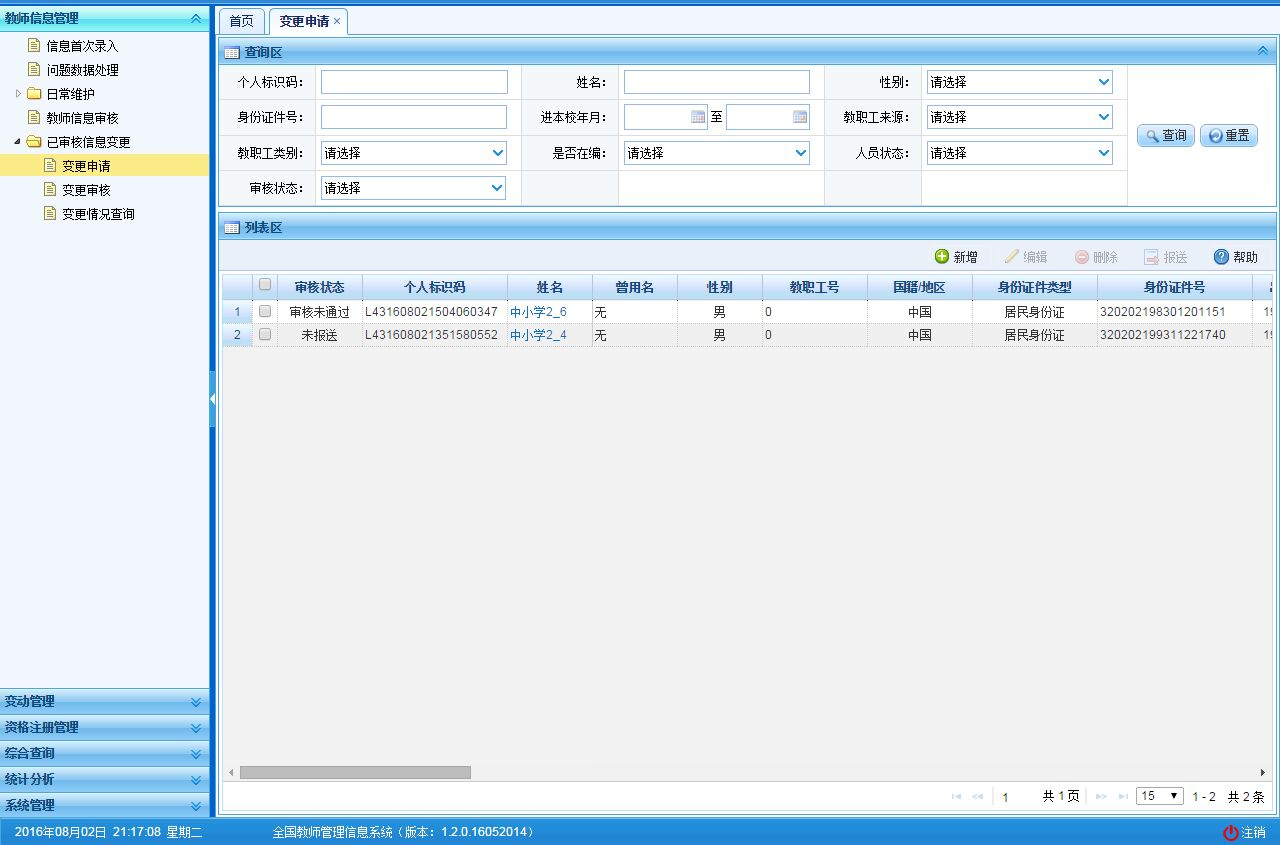 教师信息管理
信息首次录入
问题数据处理
日常维护
教师信息审核
已审核信息变更
变更申请
变更审核
变更情况查询
变动管理
资格注册管理
综合查询
统计分析
系统管理
首页 变更申请 ×
查询区
个人标识码： 姓名： 性别： 请选择
身份证件号： 进本校年月： 至 教职工来源： 请选择
查询 重置
教职工类别： 请选择 是否在编： 请选择 人员状态： 请选择
审核状态： 请选择
列表区
新增 编辑 删除 报送 帮助
审核状态 个人标识码 姓名 曾用名 性别 教职工号 国籍/地区 身份证件类型 身份证件号
1 审核未通过 L431608021504060347 中小学2_6 无 男 0 中国 居民身份证 320202198301201151 19
2 未报送 L431608021351580552 中小学2_4 无 男 0 中国 居民身份证 320202199311221740 19
1 共 1 页 15 1 - 2 共 2 条
2016年08月02日 21:17:08 星期二 全国教师管理信息系统（版本：1.2.0.16052014） 注销